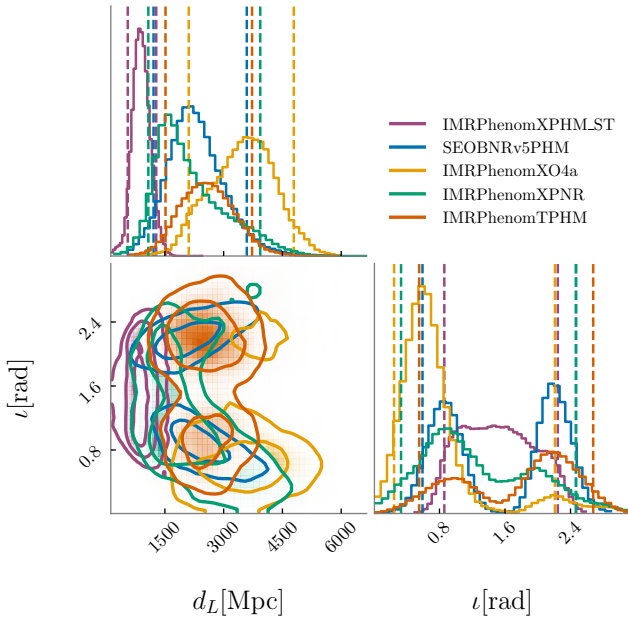 IMRPhenomXPHM_ST
SEOBNRv5PHM
IMRPhenomXO4a
IMRPhenomXPNR
IMRPhenomTPHM
2.4
1.6
0.8
ι[rad]
1500
3000
4500
6000
d_L[Mpc]
0.8
1.6
2.4
ι[rad]